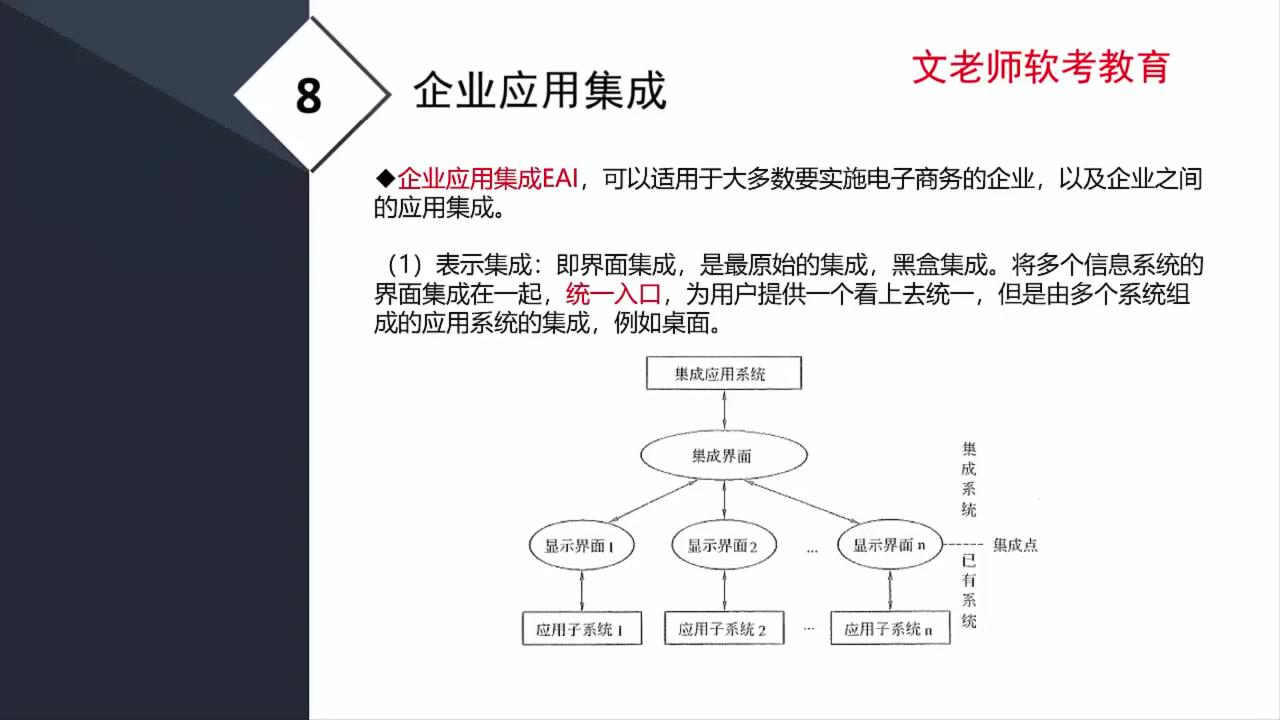 8
企业应用集成
文老师软考教育
◆企业应用集成EAI，可以适用于大多数要实施电子商务的企业，以及企业之间
的应用集成。
（1）表示集成：即界面集成，是最原始的集成，黑盒集成。将多个信息系统的
界面集成在一起，统一入口，为用户提供一个看上去统一，但是由多个系统组
成的应用系统的集成，例如桌面。
集成应用系统
集成界面
集成系统
显示界面1
显示界面2
...
显示界面n
集成点
已有系统
应用子系统1
应用子系统2
...
应用子系统n